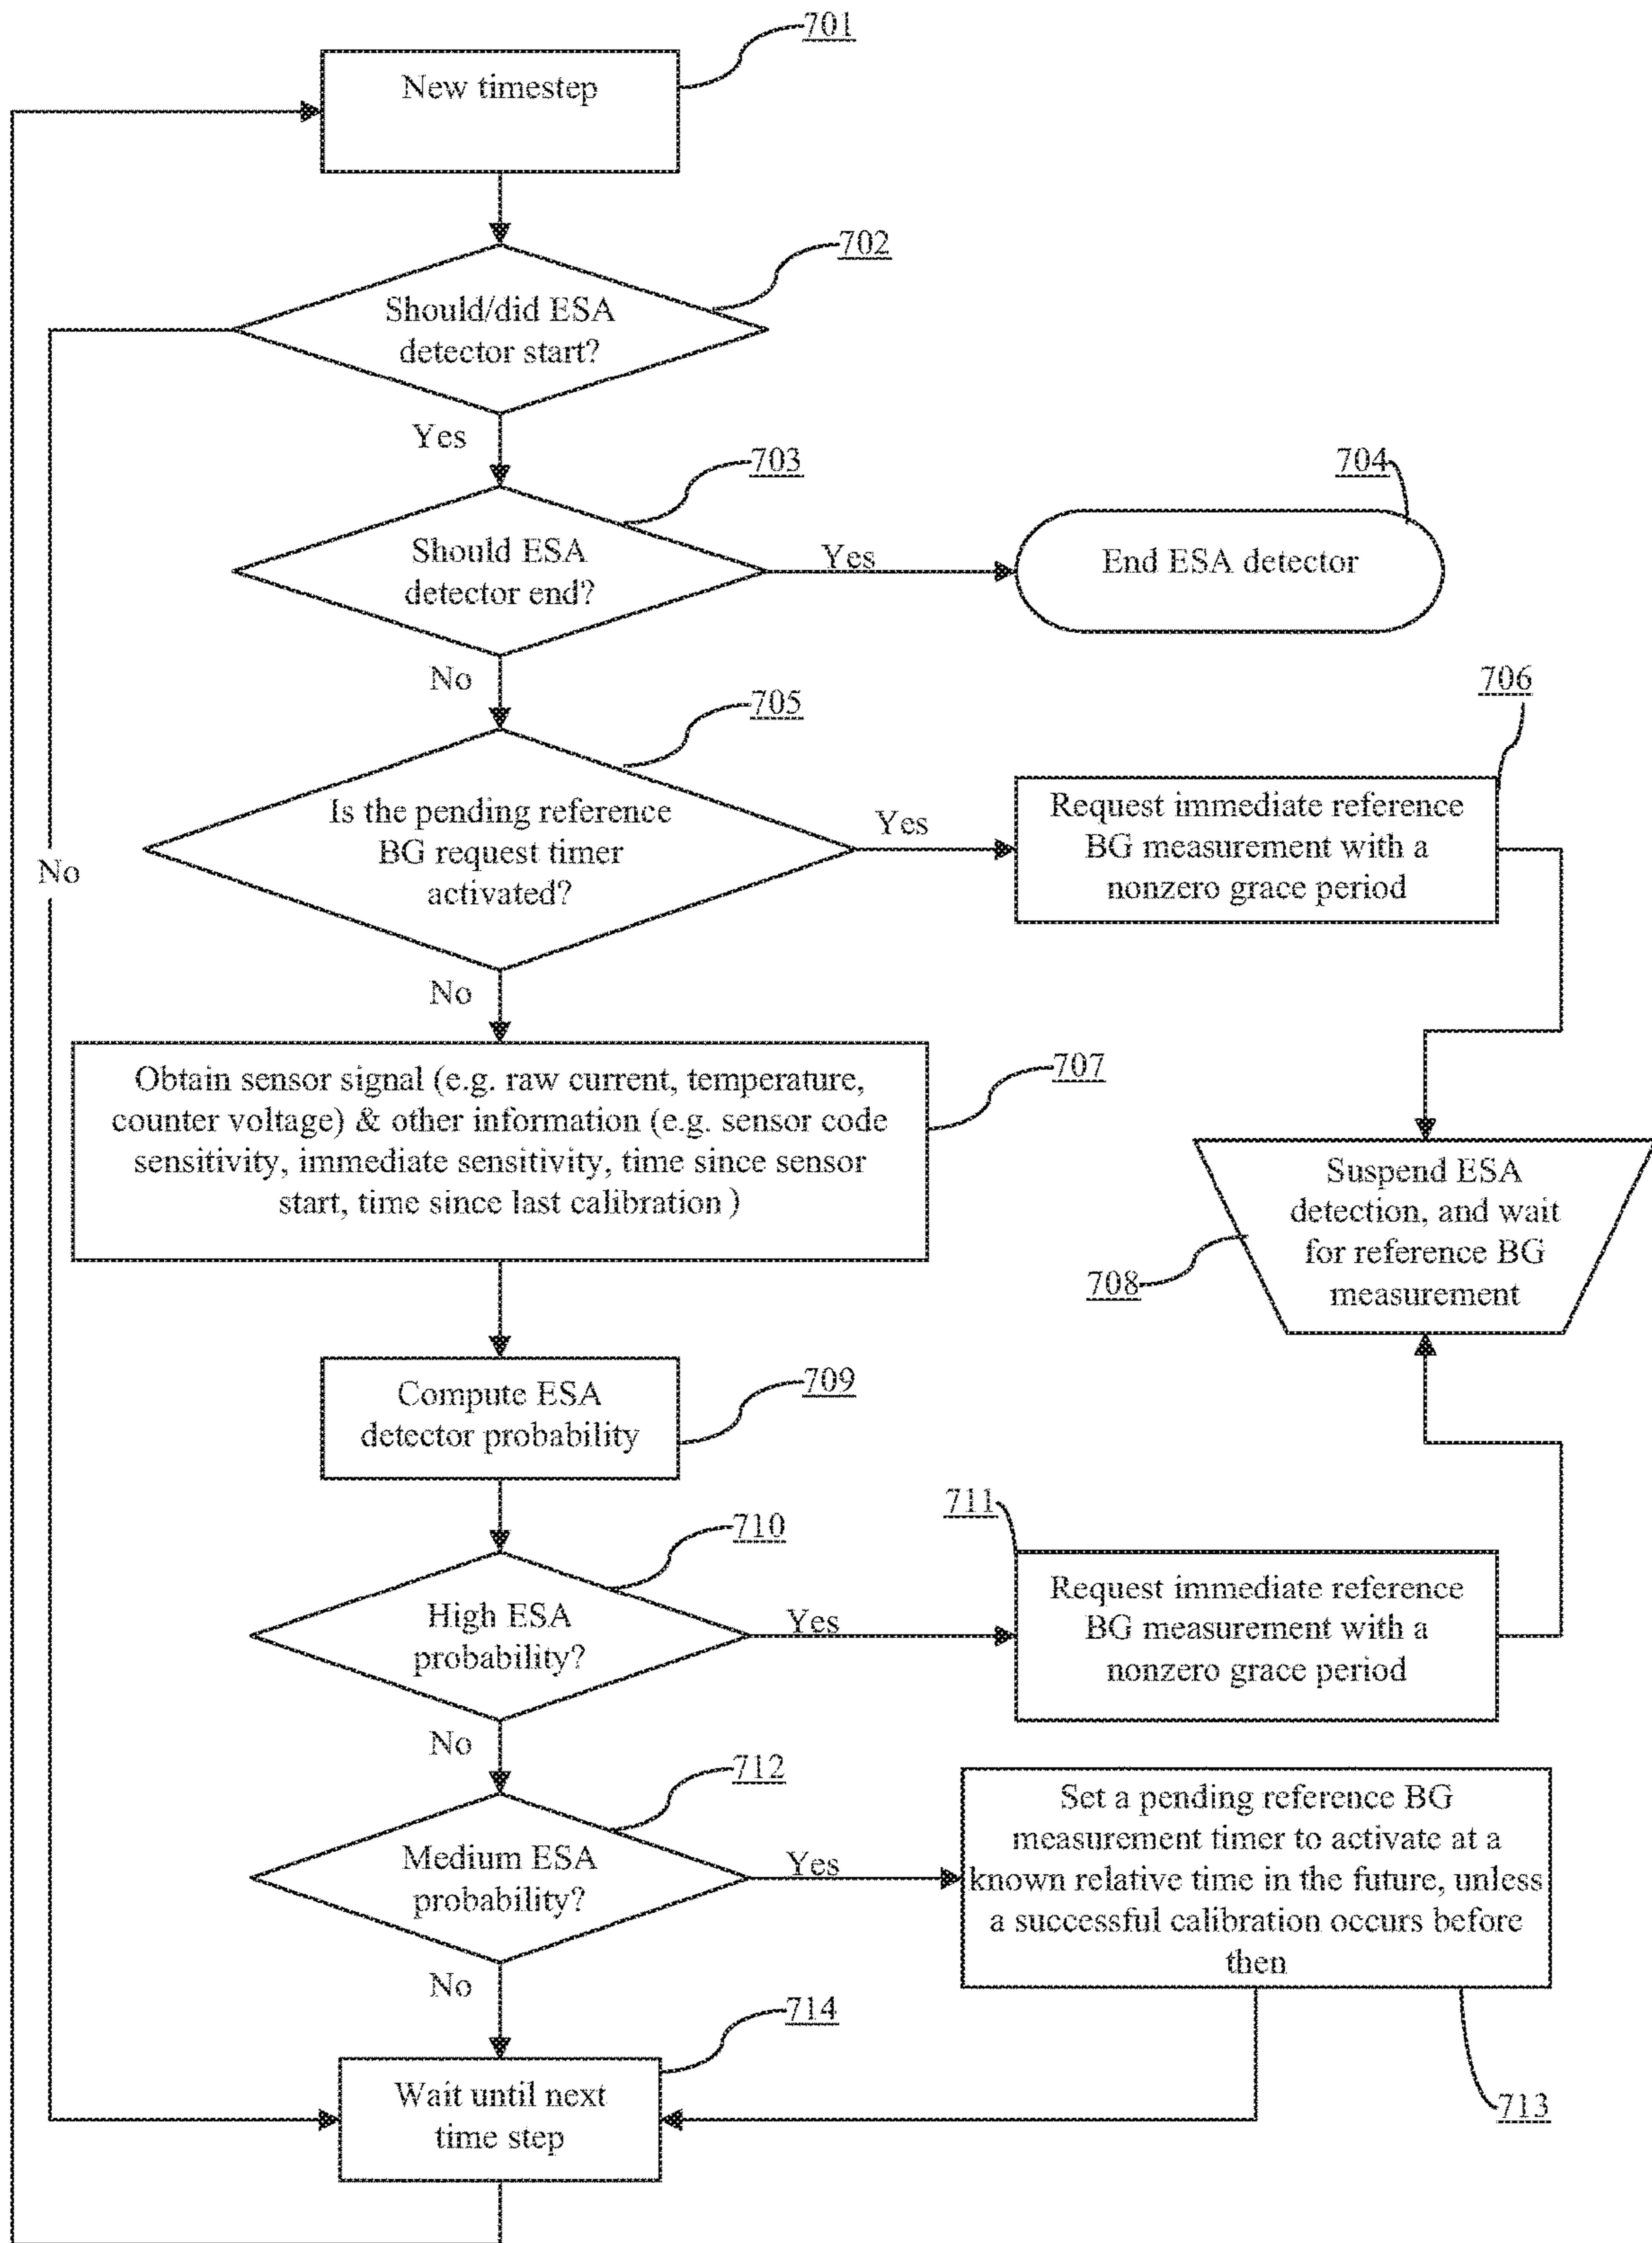 701
New timestep
702
Should/did ESA
detector start?
Yes
703
704
Should ESA
detector end?
Yes
End ESA detector
No
705
706
Is the pending reference
BG request timer
activated?
Yes
Request immediate reference
BG measurement with a
nonzero grace period
No
No
707
Obtain sensor signal (e.g. raw current, temperature,
counter voltage) & other information (e.g. sensor code
sensitivity, immediate sensitivity, time since sensor
start, time since last calibration )
Suspend ESA
detection, and wait
for reference BG
measurement
708
709
Compute ESA
detector probability
710
711
High ESA
probability?
Yes
Request immediate reference
BG measurement with a
nonzero grace period
No
712
Medium ESA
probability?
Yes
Set a pending reference BG
measurement timer to activate at a
known relative time in the future, unless
a successful calibration occurs before
then
No
714
713
Wait until next
time step